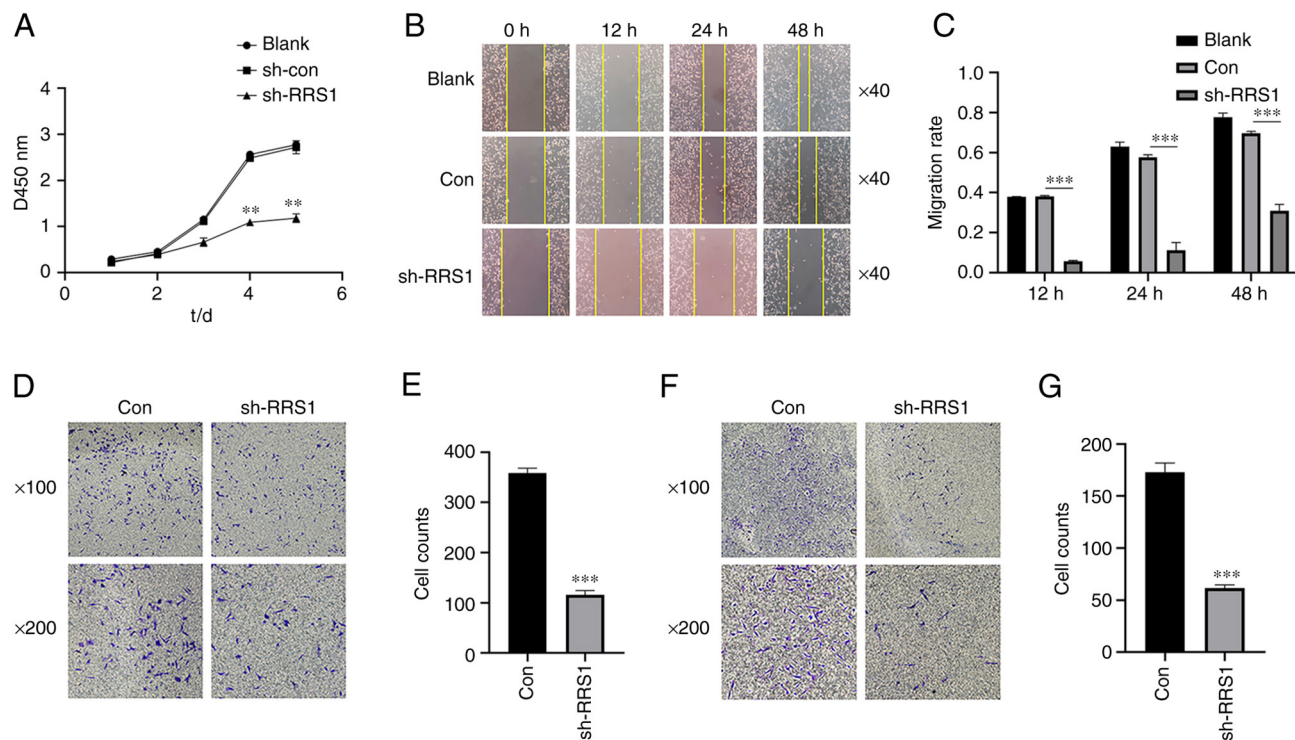 A
Blank
sh-con
sh-RRS1
D450 nm
4
3
2
1
0
**
**
0
2
4
6
t/d
B
0 h
12 h
24 h
48 h
Blank
×40
Con
×40
sh-RRS1
×40
C
Blank
Con
sh-RRS1
Migration rate
1.0
0.8
0.6
0.4
0.2
0.0
***
***
***
12 h
24 h
48 h
D
Con
sh-RRS1
×100
×200
E
Cell counts
400
300
200
100
0
***
Con
sh-RRS1
F
Con
sh-RRS1
×100
×200
G
Cell counts
200
150
100
50
0
***
Con
sh-RRS1